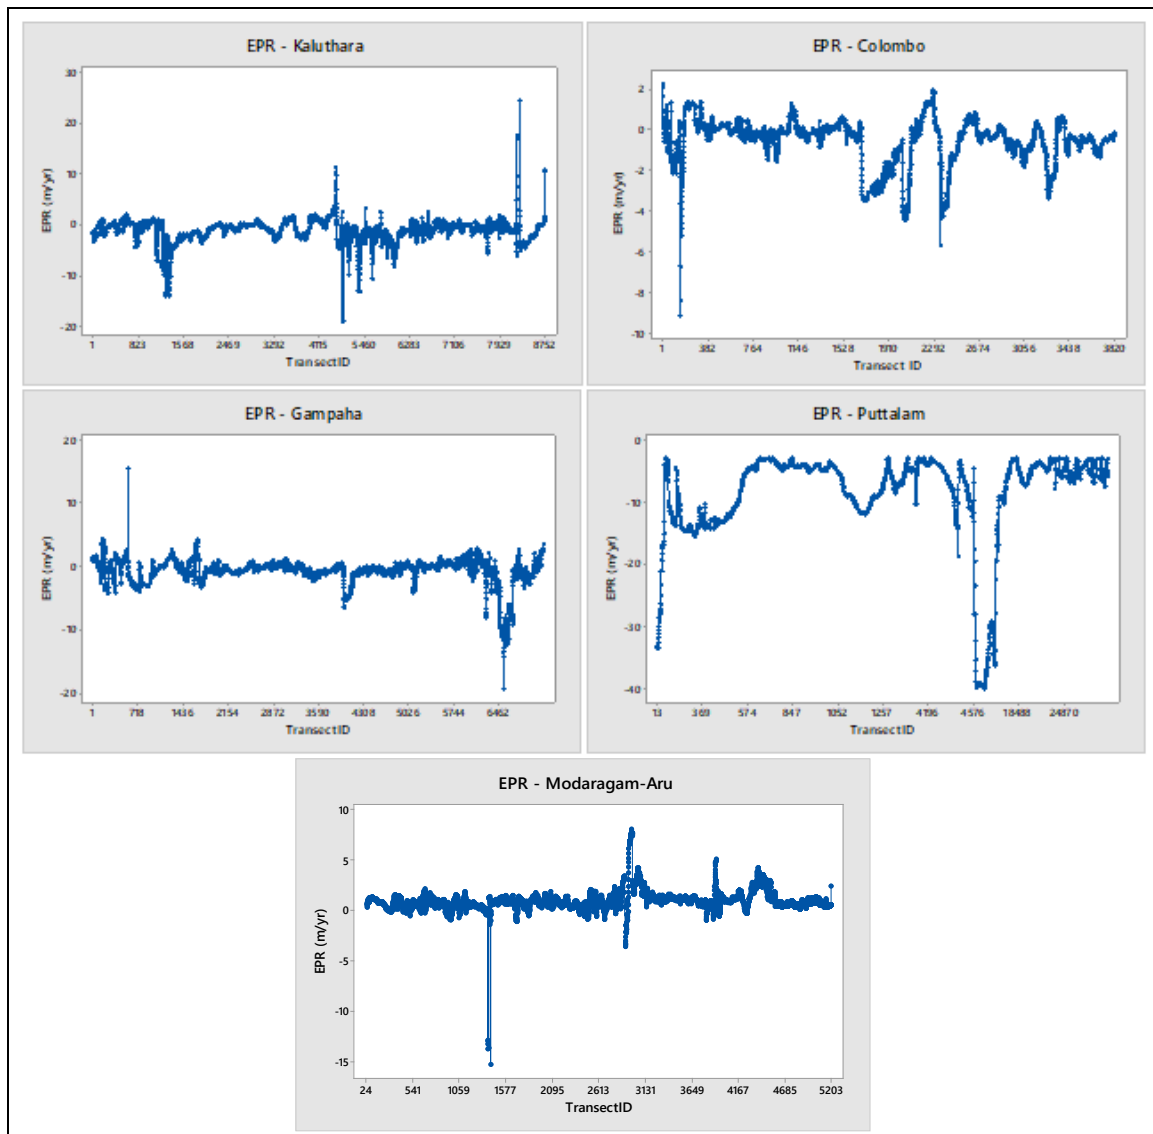 EPR - Kaluthara
EPR (m/yr)
30
20
10
0
-10
-20
1 823 1568 2469 3292 4115 5460 6283 7106 7929 8752
TransectID
EPR - Colombo
EPR (m/yr)
2
0
-2
-4
-6
-8
-10
1 382 764 1146 1528 1910 2292 2674 3056 3438 3820
Transect ID
EPR - Gampaha
EPR (m/yr)
20
10
0
-10
-20
1 718 1436 2154 2872 3590 4308 5026 5744 6462
TransectID
EPR - Puttalam
EPR (m/yr)
0
-10
-20
-30
-40
13 369 574 847 1052 1257 4196 4576 18488 24870
TransectID
EPR - Modaragam-Aru
EPR (m/yr)
10
5
0
-5
-10
-15
24 541 1059 1577 2095 2613 3131 3649 4167 4685 5203
TransectID